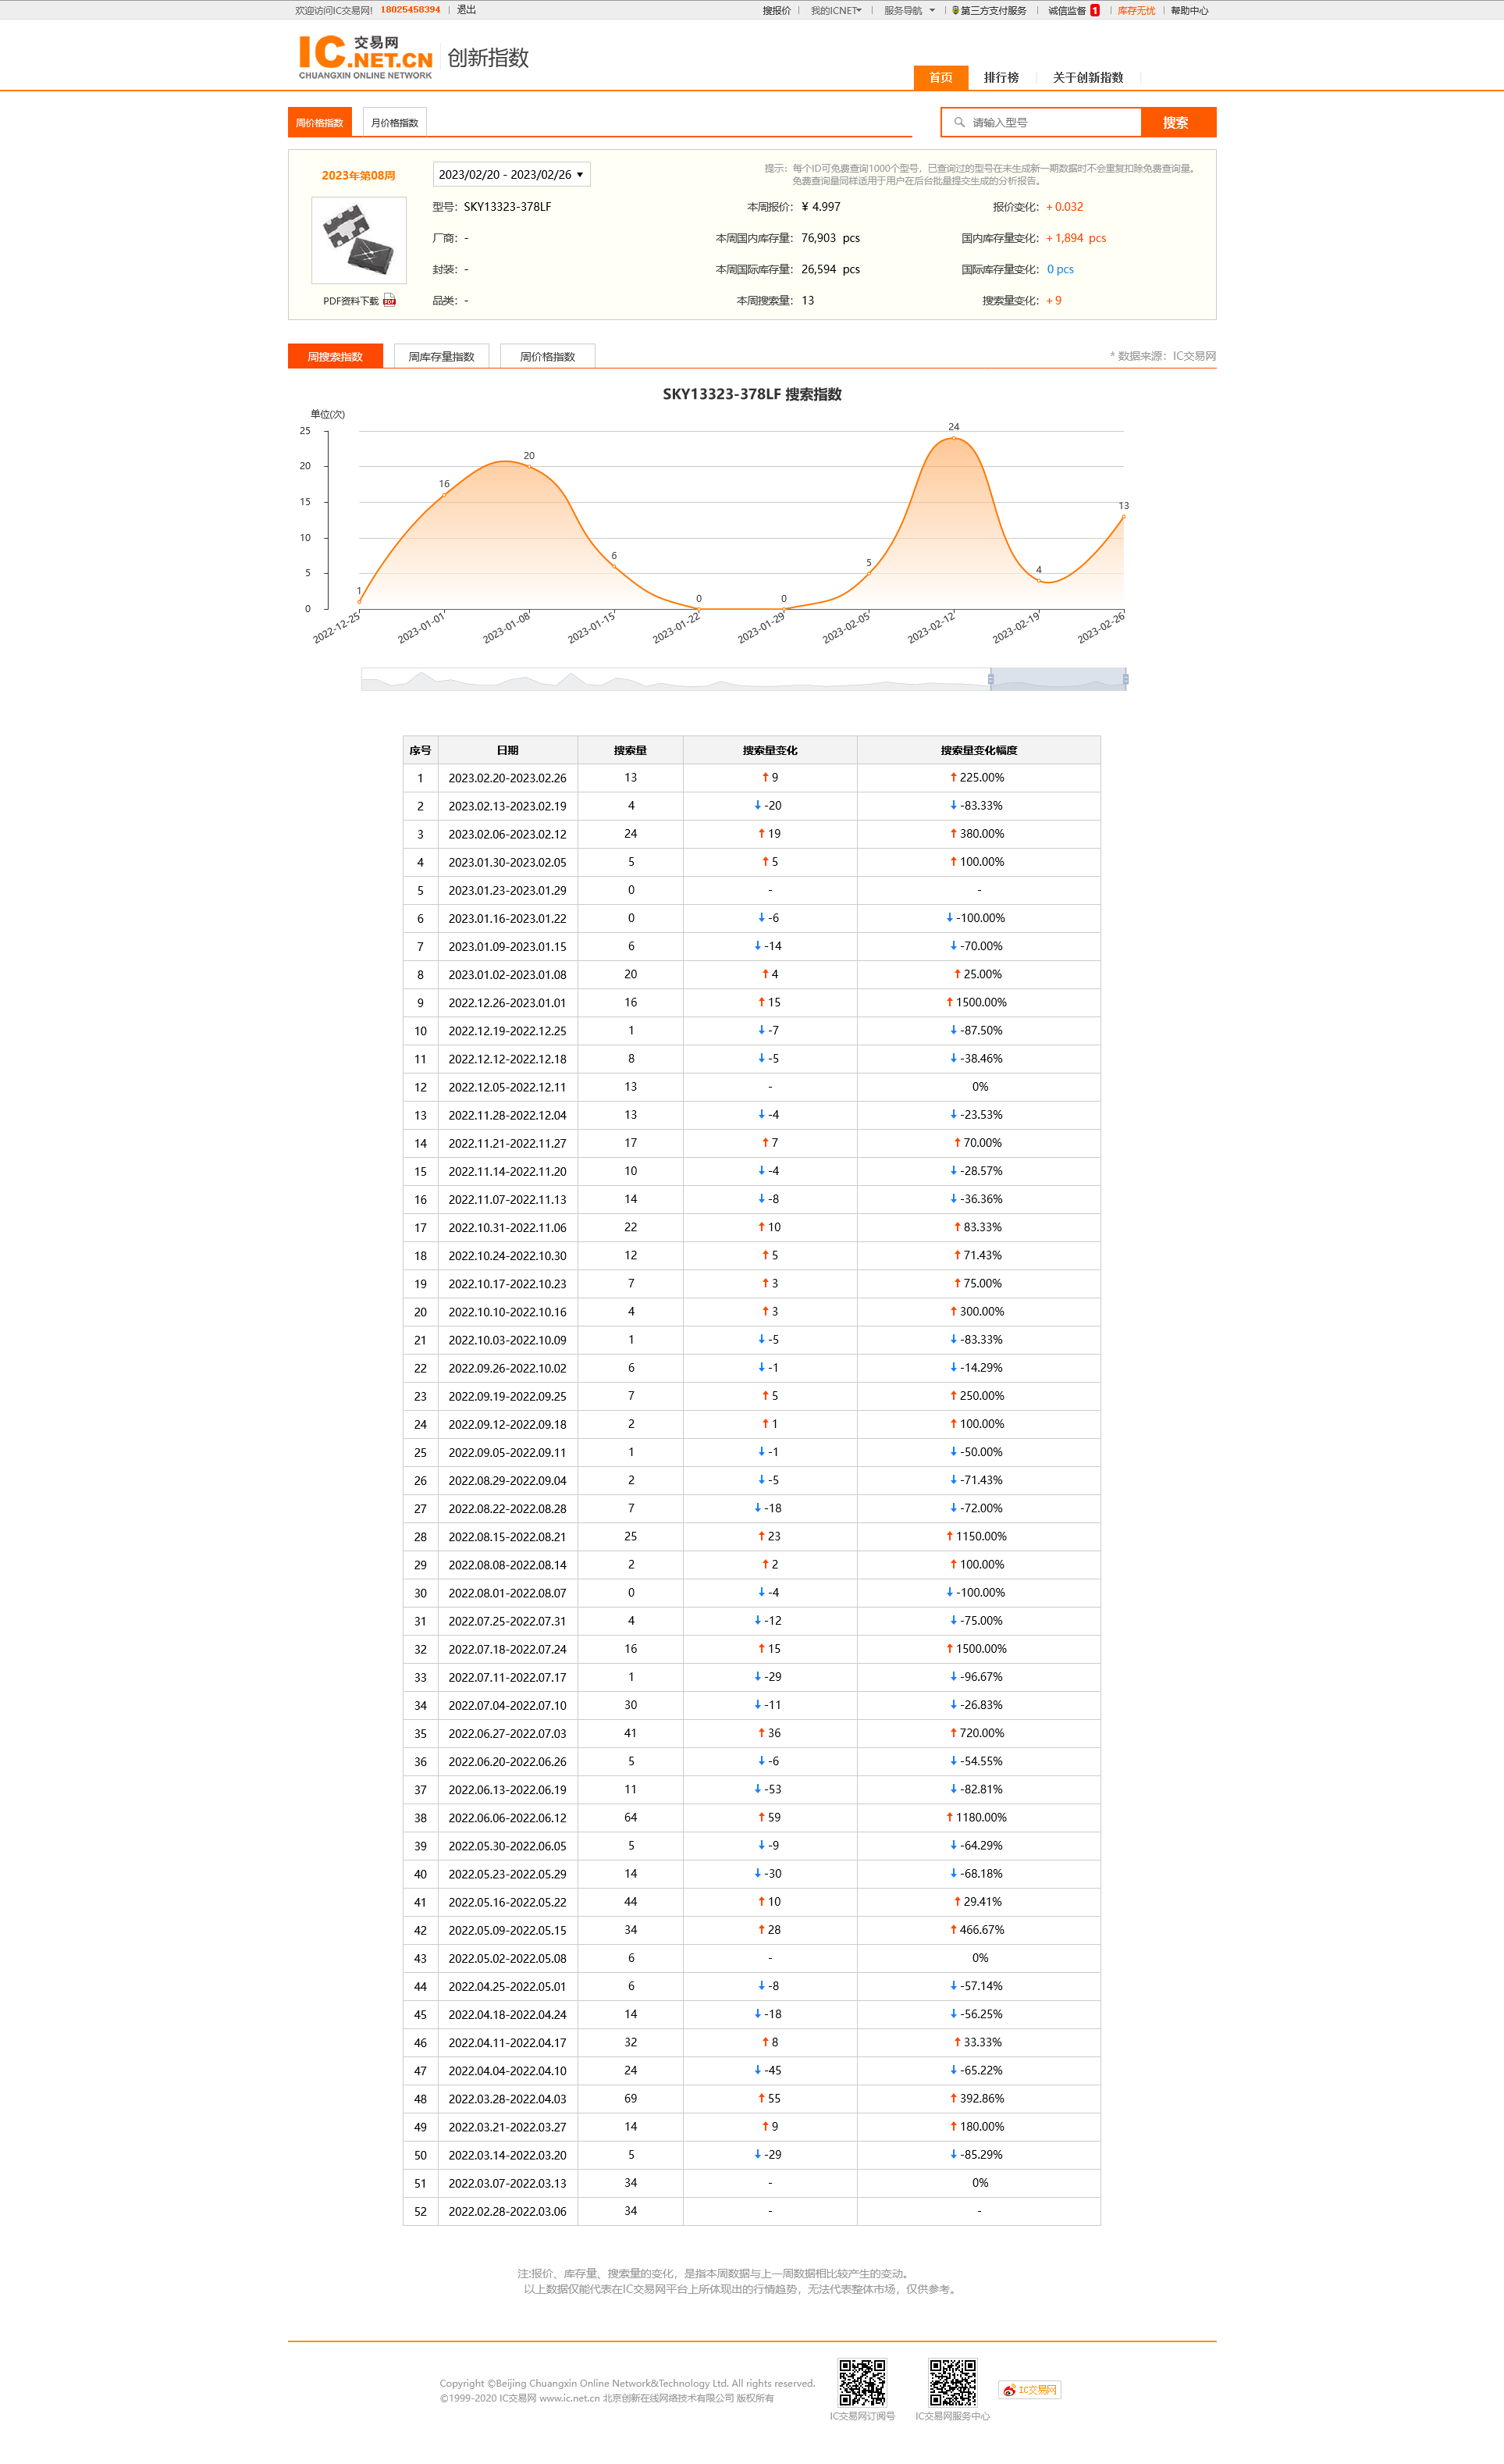 欢迎访问IC交易网! 18025458394 退出 搜报价 我的ICNET 服务导航 第三方支付服务 诚信监督 1 库存无忧 帮助中心
IC交易网 .NET.CN 创新指数
CHUANGXIN ONLINE NETWORK
首页 排行榜 关于创新指数
周价格指数 月价格指数 请输入型号 搜索
2023年第08周 2023/02/20 - 2023/02/26 提示：每个ID可免费查询1000个型号，已查询过的型号在未生成新一期数据时不会重复扣除免费查询量。
免费查询量同样适用于用户在后台批量提交生成的分析报告。
型号：SKY13323-378LF 本周报价：¥ 4.997 报价变化：+ 0.032
厂商：- 本周国内库存量：76,903 pcs 国内库存量变化：+ 1,894 pcs
封装：- 本周国际库存量：26,594 pcs 国际库存量变化：0 pcs
PDF资料下载 PDF 品类：- 本周搜索量：13 搜索量变化：+ 9
周搜索指数 周库存量指数 周价格指数 * 数据来源：IC交易网
SKY13323-378LF 搜索指数
单位(次)
25
20
15
10
5
0
1
16
20
6
0
0
5
24
4
13
2022-12-25 2023-01-01 2023-01-08 2023-01-15 2023-01-22 2023-01-29 2023-02-05 2023-02-12 2023-02-19 2023-02-26
序号 日期 搜索量 搜索量变化 搜索量变化幅度
1 2023.02.20-2023.02.26 13 ↑ 9 ↑ 225.00%
2 2023.02.13-2023.02.19 4 ↓ -20 ↓ -83.33%
3 2023.02.06-2023.02.12 24 ↑ 19 ↑ 380.00%
4 2023.01.30-2023.02.05 5 ↑ 5 ↑ 100.00%
5 2023.01.23-2023.01.29 0 - -
6 2023.01.16-2023.01.22 0 ↓ -6 ↓ -100.00%
7 2023.01.09-2023.01.15 6 ↓ -14 ↓ -70.00%
8 2023.01.02-2023.01.08 20 ↑ 4 ↑ 25.00%
9 2022.12.26-2023.01.01 16 ↑ 15 ↑ 1500.00%
10 2022.12.19-2022.12.25 1 ↓ -7 ↓ -87.50%
11 2022.12.12-2022.12.18 8 ↓ -5 ↓ -38.46%
12 2022.12.05-2022.12.11 13 - 0%
13 2022.11.28-2022.12.04 13 ↓ -4 ↓ -23.53%
14 2022.11.21-2022.11.27 17 ↑ 7 ↑ 70.00%
15 2022.11.14-2022.11.20 10 ↓ -4 ↓ -28.57%
16 2022.11.07-2022.11.13 14 ↓ -8 ↓ -36.36%
17 2022.10.31-2022.11.06 22 ↑ 10 ↑ 83.33%
18 2022.10.24-2022.10.30 12 ↑ 5 ↑ 71.43%
19 2022.10.17-2022.10.23 7 ↑ 3 ↑ 75.00%
20 2022.10.10-2022.10.16 4 ↑ 3 ↑ 300.00%
21 2022.10.03-2022.10.09 1 ↓ -5 ↓ -83.33%
22 2022.09.26-2022.10.02 6 ↓ -1 ↓ -14.29%
23 2022.09.19-2022.09.25 7 ↑ 5 ↑ 250.00%
24 2022.09.12-2022.09.18 2 ↑ 1 ↑ 100.00%
25 2022.09.05-2022.09.11 1 ↓ -1 ↓ -50.00%
26 2022.08.29-2022.09.04 2 ↓ -5 ↓ -71.43%
27 2022.08.22-2022.08.28 7 ↓ -18 ↓ -72.00%
28 2022.08.15-2022.08.21 25 ↑ 23 ↑ 1150.00%
29 2022.08.08-2022.08.14 2 ↑ 2 ↑ 100.00%
30 2022.08.01-2022.08.07 0 ↓ -4 ↓ -100.00%
31 2022.07.25-2022.07.31 4 ↓ -12 ↓ -75.00%
32 2022.07.18-2022.07.24 16 ↑ 15 ↑ 1500.00%
33 2022.07.11-2022.07.17 1 ↓ -29 ↓ -96.67%
34 2022.07.04-2022.07.10 30 ↓ -11 ↓ -26.83%
35 2022.06.27-2022.07.03 41 ↑ 36 ↑ 720.00%
36 2022.06.20-2022.06.26 5 ↓ -6 ↓ -54.55%
37 2022.06.13-2022.06.19 11 ↓ -53 ↓ -82.81%
38 2022.06.06-2022.06.12 64 ↑ 59 ↑ 1180.00%
39 2022.05.30-2022.06.05 5 ↓ -9 ↓ -64.29%
40 2022.05.23-2022.05.29 14 ↓ -30 ↓ -68.18%
41 2022.05.16-2022.05.22 44 ↑ 10 ↑ 29.41%
42 2022.05.09-2022.05.15 34 ↑ 28 ↑ 466.67%
43 2022.05.02-2022.05.08 6 - 0%
44 2022.04.25-2022.05.01 6 ↓ -8 ↓ -57.14%
45 2022.04.18-2022.04.24 14 ↓ -18 ↓ -56.25%
46 2022.04.11-2022.04.17 32 ↑ 8 ↑ 33.33%
47 2022.04.04-2022.04.10 24 ↓ -45 ↓ -65.22%
48 2022.03.28-2022.04.03 69 ↑ 55 ↑ 392.86%
49 2022.03.21-2022.03.27 14 ↑ 9 ↑ 180.00%
50 2022.03.14-2022.03.20 5 ↓ -29 ↓ -85.29%
51 2022.03.07-2022.03.13 34 - 0%
52 2022.02.28-2022.03.06 34 - -
注:报价、库存量、搜索量的变化，是指本周数据与上一周数据相比较产生的变动。
以上数据仅能代表在IC交易网平台上所体现出的行情趋势，无法代表整体市场，仅供参考。
Copyright ©Beijing Chuangxin Online Network&Technology Ltd. All rights reserved.
©1999-2020 IC交易网 www.ic.net.cn 北京创新在线网络技术有限公司 版权所有
IC交易网订阅号 IC交易网服务中心 IC交易网